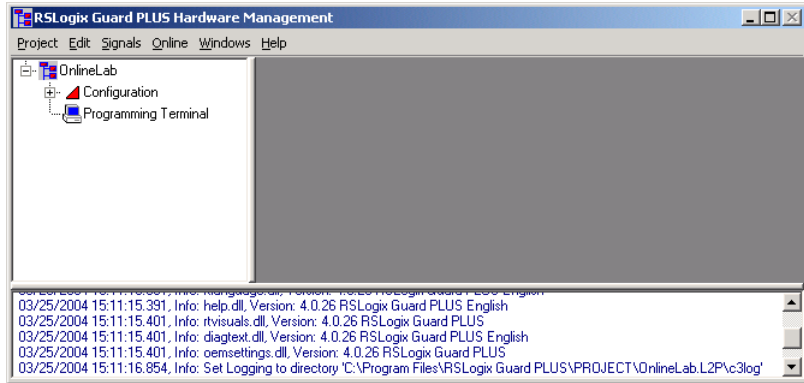 RSLogix Guard PLUS Hardware Management
Project Edit Signals Online Windows Help
OnlineLab
Configuration
Programming Terminal
03/25/2004 15:11:15.391, Info: help.dll, Version: 4.0.26 RSLogix Guard PLUS English
03/25/2004 15:11:15.401, Info: rtvisuals.dll, Version: 4.0.26 RSLogix Guard PLUS
03/25/2004 15:11:15.401, Info: diagtext.dll, Version: 4.0.26 RSLogix Guard PLUS English
03/25/2004 15:11:15.401, Info: oemsettings.dll, Version: 4.0.26 RSLogix Guard PLUS
03/25/2004 15:11:16.854, Info: Set Logging to directory 'C:\Program Files\RSLogix Guard PLUS\PROJECT\OnlineLab.L2P\c3log'